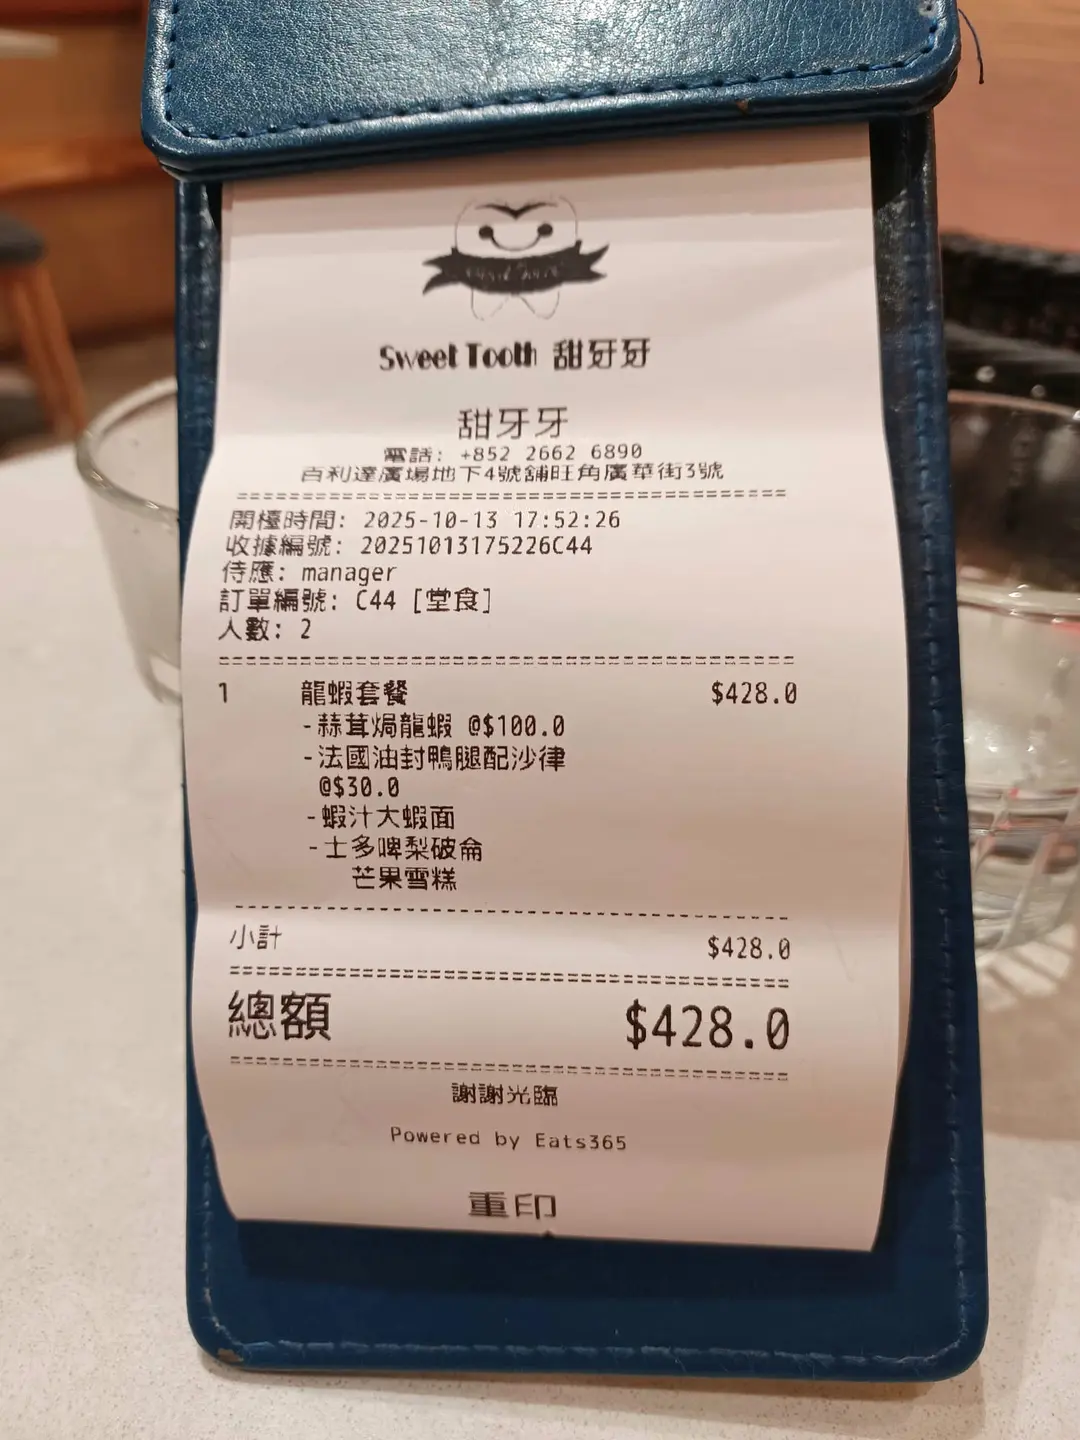 Sweet Tooth 甜牙牙
甜牙牙
電話: +852 2662 6890
百利達廣場地下4號舖旺角廣華街3號
開檯時間: 2025-10-13 17:52:26
收據編號: 20251013175226C44
侍應: manager
訂單編號: C44 [堂食]
人數: 2
1 龍蝦套餐 $428.0
-蒜茸焗龍蝦 @$100.0
-法國油封鴨腿配沙律
@$30.0
-蝦汁大蝦面
-士多啤梨破侖
芒果雪糕
小計 $428.0
總額 $428.0
謝謝光臨
Powered by Eats365
重印